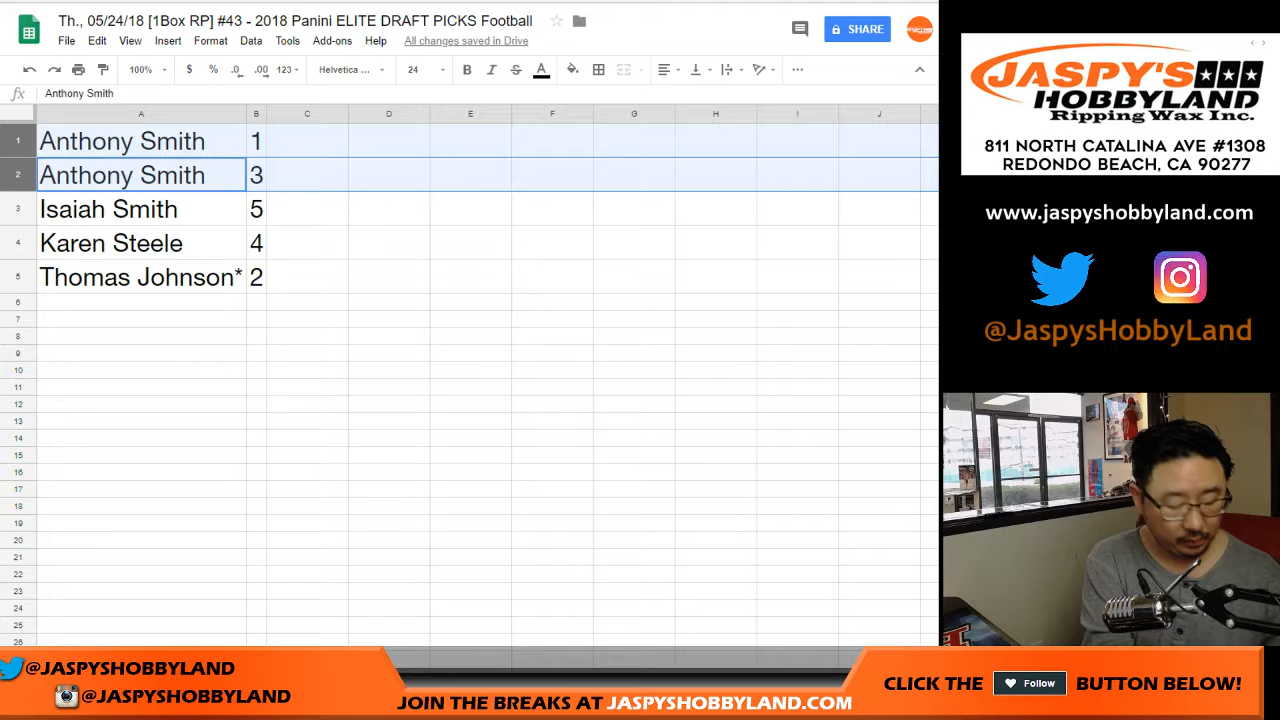 Th., 05/24/18 [1Box RP] #43 - 2018 Panini ELITE DRAFT PICKS Football
File Edit View Insert Format Data Tools Add-ons Help All changes saved in Drive
SHARE
100% $ % .0 .00 123 Helvetica ... 24 B I S A
fx Anthony Smith
A B C D E F G H I J
1 Anthony Smith 1
2 Anthony Smith 3
3 Isaiah Smith 5
4 Karen Steele 4
5 Thomas Johnson* 2
6
7
8
9
10
11
12
13
14
15
16
17
18
19
20
21
22
23
24
25
26
JASPY'S
HOBBYLAND
Ripping Wax Inc.
811 NORTH CATALINA AVE #1308
REDONDO BEACH, CA 90277
www.jaspyshobbyland.com
@JaspysHobbyLand
@JASPYSHOBBYLAND
@JASPYSHOBBYLAND
JOIN THE BREAKS AT JASPYSHOBBYLAND.COM
CLICK THE Follow BUTTON BELOW!